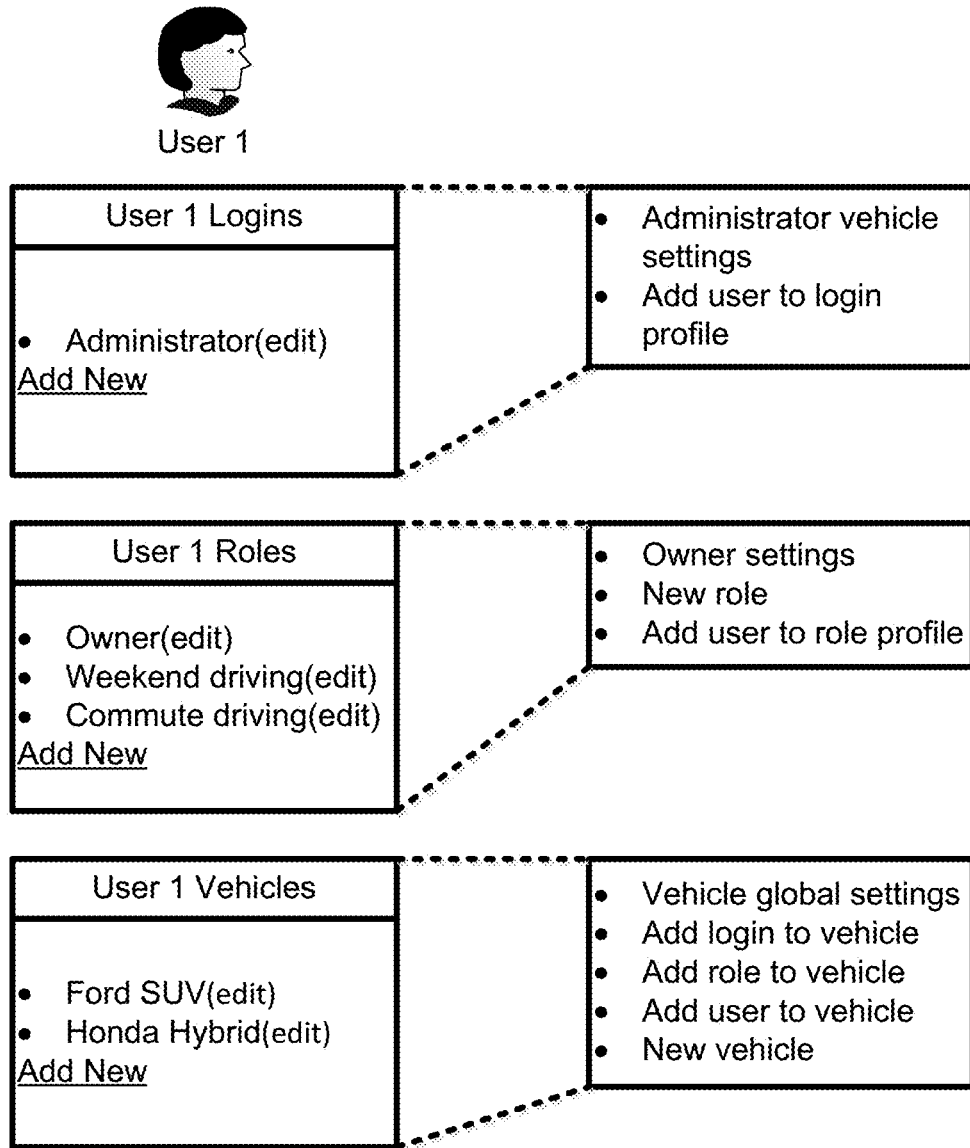 User 1
User 1 Logins
• Administrator(edit)
Add New
• Administrator vehicle
settings
• Add user to login
profile
User 1 Roles
• Owner(edit)
• Weekend driving(edit)
• Commute driving(edit)
Add New
• Owner settings
• New role
• Add user to role profile
User 1 Vehicles
• Ford SUV(edit)
• Honda Hybrid(edit)
Add New
• Vehicle global settings
• Add login to vehicle
• Add role to vehicle
• Add user to vehicle
• New vehicle